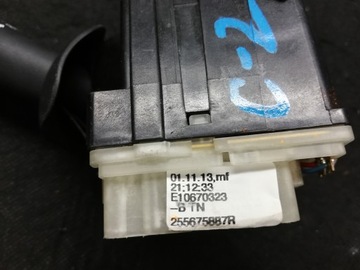 C-2
01.11.13,mf
21:12:33
E10670323
-B TN
255675887R